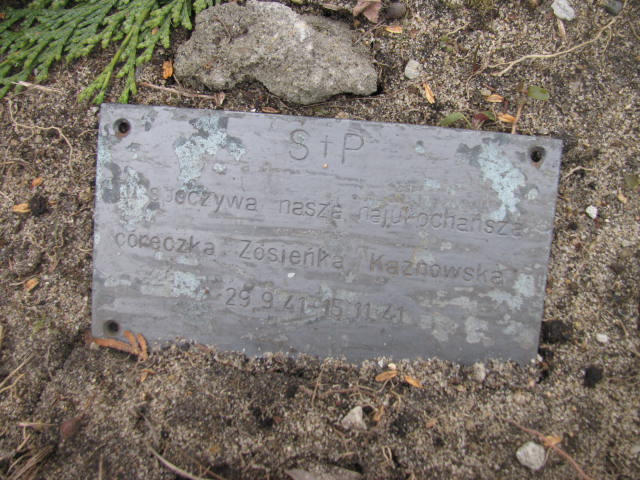 S†P
Spoczywa nasza najukochańsza
córeczka Zosieńka Kaznowska
29.9.41-15.11.41